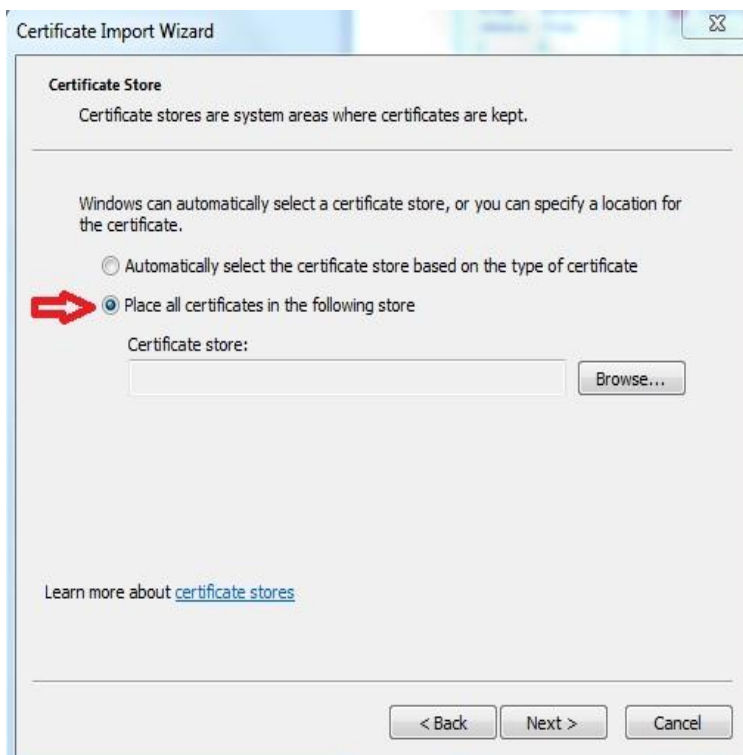 Certificate Import Wizard
Certificate Store
Certificate stores are system areas where certificates are kept.
Windows can automatically select a certificate store, or you can specify a location for
the certificate.
Automatically select the certificate store based on the type of certificate
Place all certificates in the following store
Certificate store:
Browse...
Learn more about certificate stores
< Back Next > Cancel